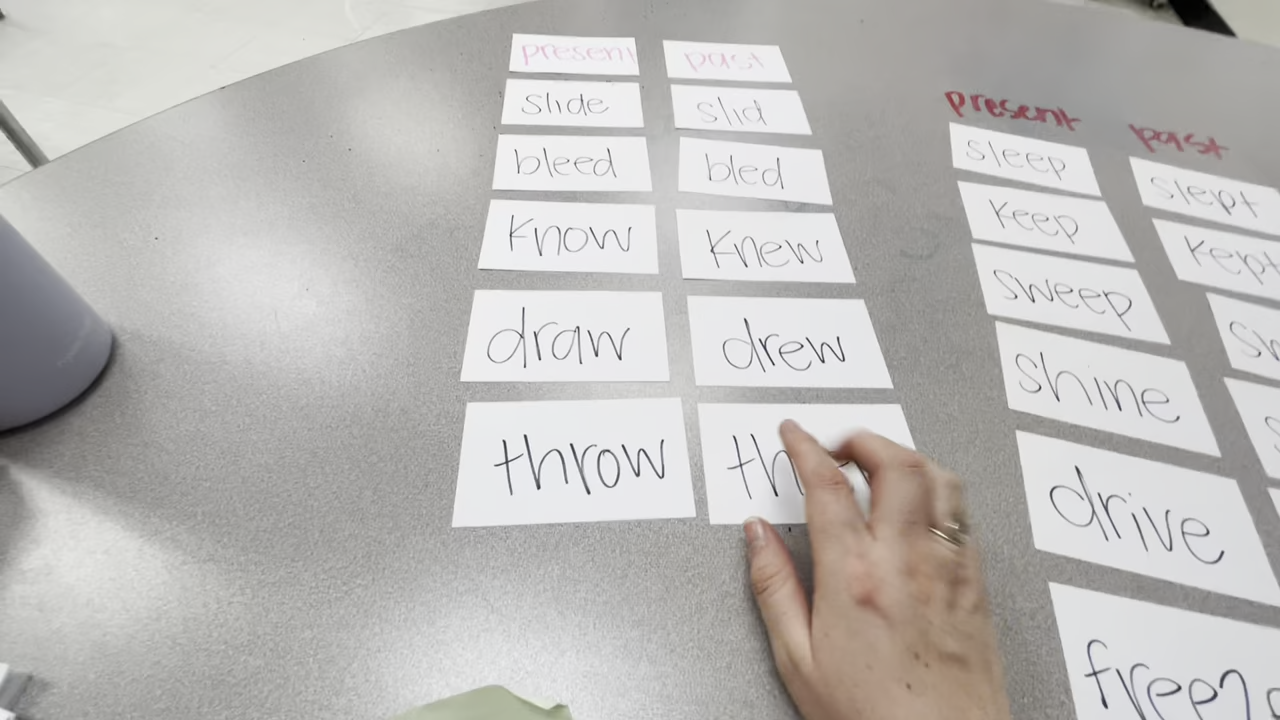 present past
slide slid
bleed bled
know knew
draw drew
throw
present past
sleep slept
keep kept
sweep
shine
drive